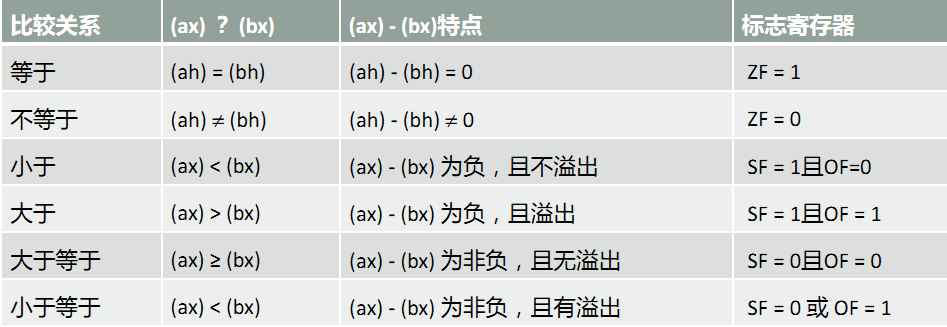 比较关系 (ax) ？ (bx) (ax) - (bx)特点 标志寄存器
等于 (ah) = (bh) (ah) - (bh) = 0 ZF = 1
不等于 (ah) ≠ (bh) (ah) - (bh) ≠ 0 ZF = 0
小于 (ax) < (bx) (ax) - (bx) 为负，且不溢出 SF = 1且OF=0
大于 (ax) > (bx) (ax) - (bx) 为负，且溢出 SF = 1且OF = 1
大于等于 (ax) ≥ (bx) (ax) - (bx) 为非负，且无溢出 SF = 0且OF = 0
小于等于 (ax) < (bx) (ax) - (bx) 为非负，且有溢出 SF = 0 或 OF = 1